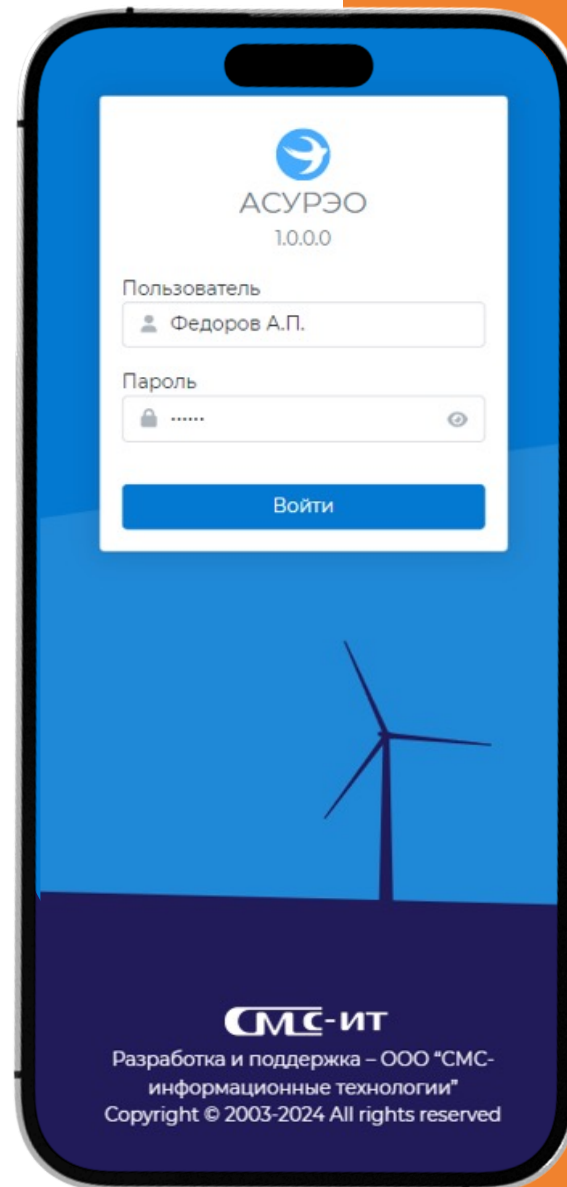 АСУРЭО
1.0.0.0
Пользователь
Федоров А.П.
Пароль
······
Войти
СМС-ИТ
Разработка и поддержка – ООО “СМС-
информационные технологии”
Copyright © 2003-2024 All rights reserved